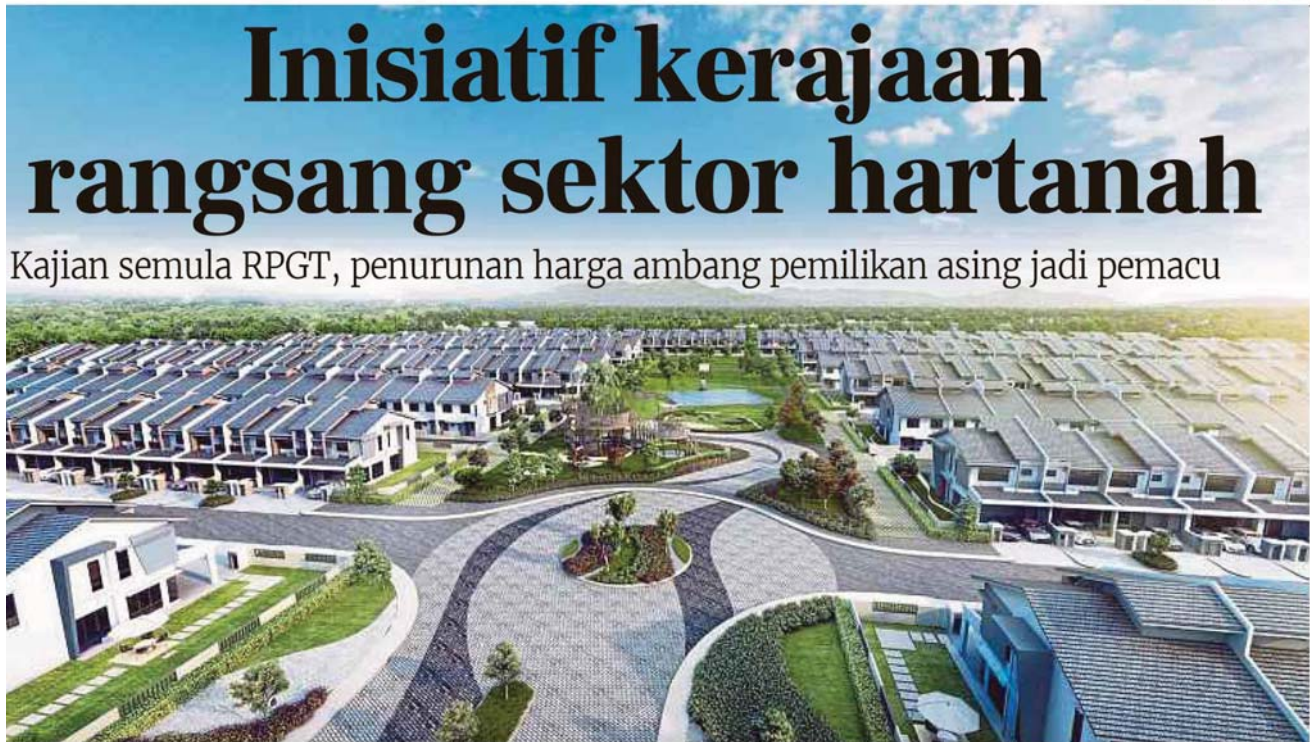 Inisiatif kerajaan
rangsang sektor hartanah
Kajian semula RPGT, penurunan harga ambang pemilikan asing jadi pemacu